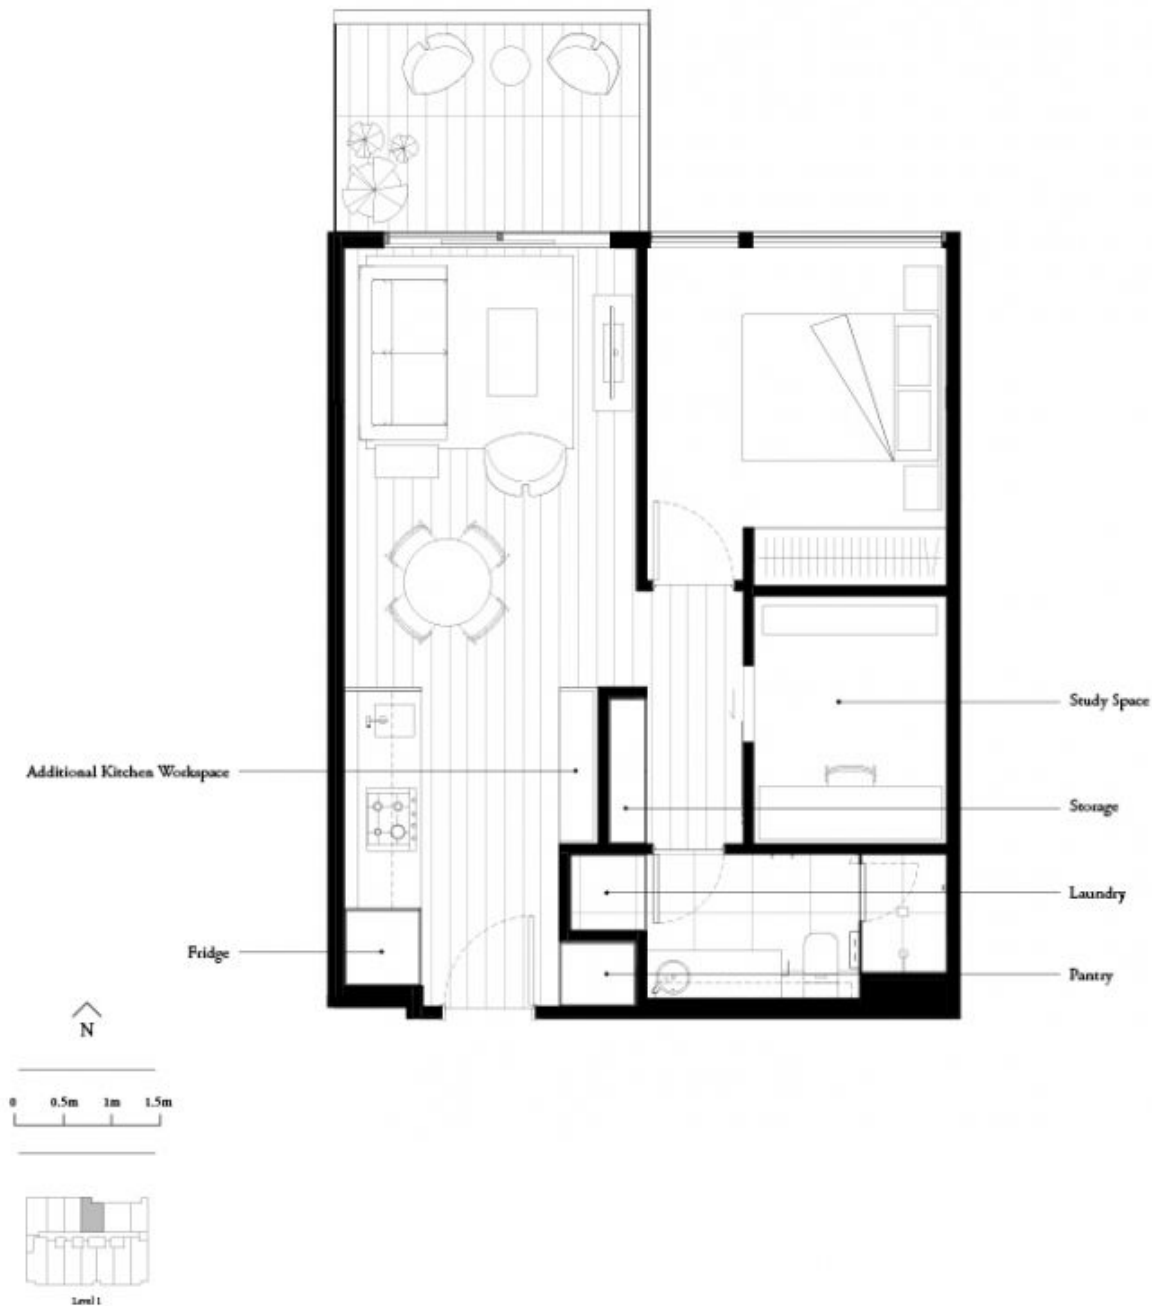 Study Space
Additional Kitchen Workspace
Storage
Laundry
Fridge
Pantry
N
0 0.5m 1m 1.5m
Level 1